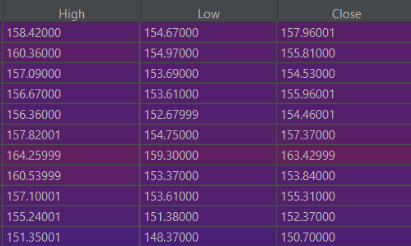 High Low Close
158.42000 154.67000 157.96001
160.36000 154.97000 155.81000
157.09000 153.69000 154.53000
156.67000 153.61000 155.96001
156.36000 152.67999 154.46001
157.82001 154.75000 157.37000
164.25999 159.30000 163.42999
160.53999 153.37000 153.84000
157.10001 153.61000 155.31000
155.24001 151.38000 152.37000
151.35001 148.37000 150.70000